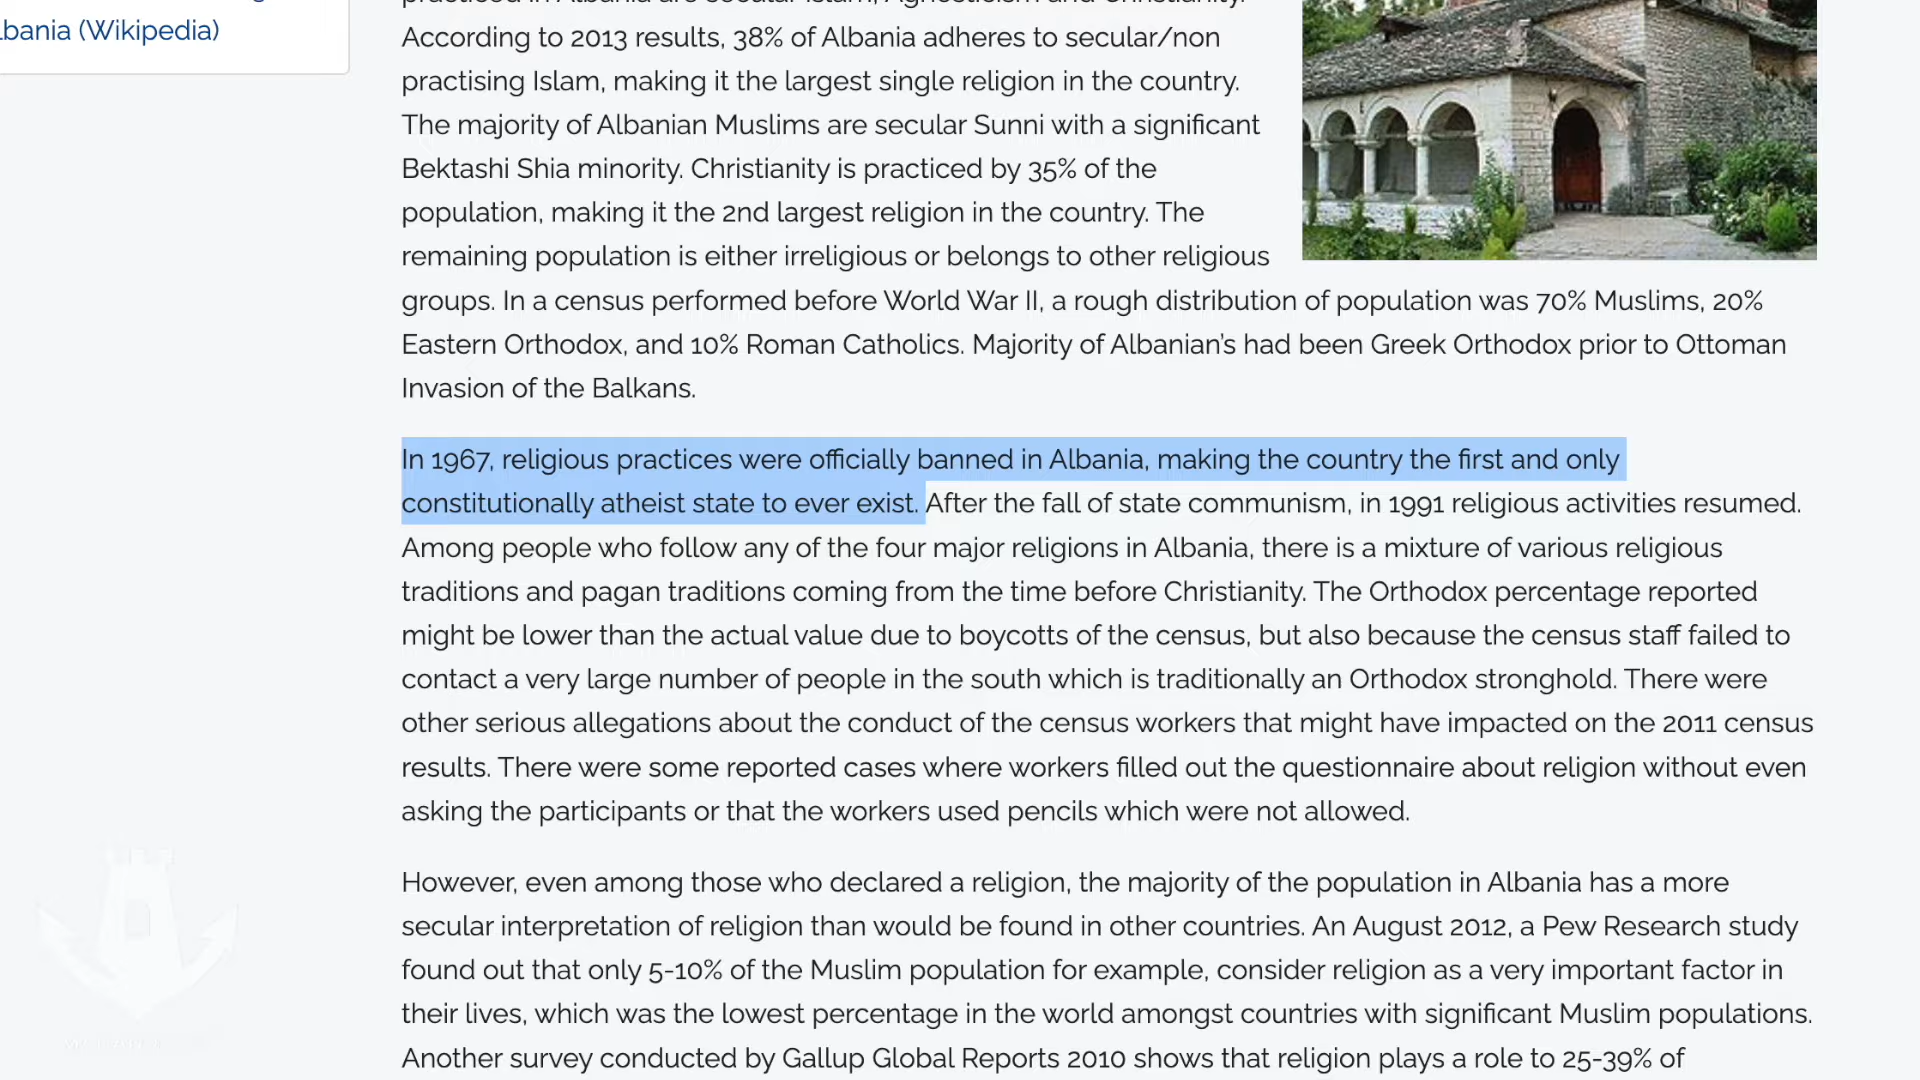 lbania (Wikipedia)
practiced in Albania are secular Islam, Agnosticism and Christianity.
According to 2013 results, 38% of Albania adheres to secular/non
practising Islam, making it the largest single religion in the country.
The majority of Albanian Muslims are secular Sunni with a significant
Bektashi Shia minority. Christianity is practiced by 35% of the
population, making it the 2nd largest religion in the country. The
remaining population is either irreligious or belongs to other religious
groups. In a census performed before World War II, a rough distribution of population was 70% Muslims, 20%
Eastern Orthodox, and 10% Roman Catholics. Majority of Albanian's had been Greek Orthodox prior to Ottoman
Invasion of the Balkans.
In 1967, religious practices were officially banned in Albania, making the country the first and only
constitutionally atheist state to ever exist. After the fall of state communism, in 1991 religious activities resumed.
Among people who follow any of the four major religions in Albania, there is a mixture of various religious
traditions and pagan traditions coming from the time before Christianity. The Orthodox percentage reported
might be lower than the actual value due to boycotts of the census, but also because the census staff failed to
contact a very large number of people in the south which is traditionally an Orthodox stronghold. There were
other serious allegations about the conduct of the census workers that might have impacted on the 2011 census
results. There were some reported cases where workers filled out the questionnaire about religion without even
asking the participants or that the workers used pencils which were not allowed.
However, even among those who declared a religion, the majority of the population in Albania has a more
secular interpretation of religion than would be found in other countries. An August 2012, a Pew Research study
found out that only 5-10% of the Muslim population for example, consider religion as a very important factor in
their lives, which was the lowest percentage in the world amongst countries with significant Muslim populations.
Another survey conducted by Gallup Global Reports 2010 shows that religion plays a role to 25-39% of